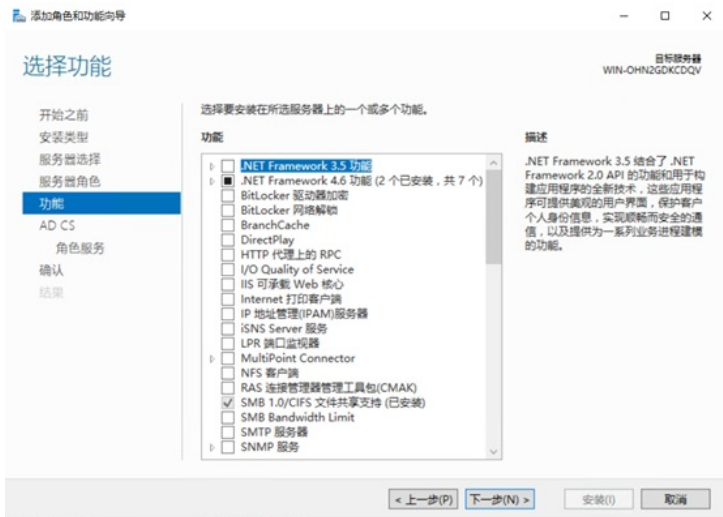 添加角色和功能向导
选择功能
目标服务器
WIN-OHN2GDKCDQV
开始之前
安装类型
服务器选择
服务器角色
功能
AD CS
角色服务
确认
结果
选择要安装在所选服务器上的一个或多个功能。
功能
.NET Framework 3.5 功能
.NET Framework 4.6 功能 (2 个已安装，共 7 个)
BitLocker 驱动器加密
BitLocker 网络解锁
BranchCache
DirectPlay
HTTP 代理上的 RPC
I/O Quality of Service
IIS 可承载 Web 核心
Internet 打印客户端
IP 地址管理(IPAM)服务器
iSNS Server 服务
LPR 端口监视器
MultiPoint Connector
NFS 客户端
RAS 连接管理器管理工具包(CMAK)
SMB 1.0/CIFS 文件共享支持 (已安装)
SMB Bandwidth Limit
SMTP 服务器
SNMP 服务
描述
.NET Framework 3.5 结合了 .NET
Framework 2.0 API 的功能和用于构
建应用程序的全新技术，这些应用程
序可提供美观的用户界面，保护客户
个人身份信息，实现顺畅而安全的通
信，以及提供为一系列业务进程建模
的功能。
< 上一步(P)
下一步(N) >
安装(I)
取消